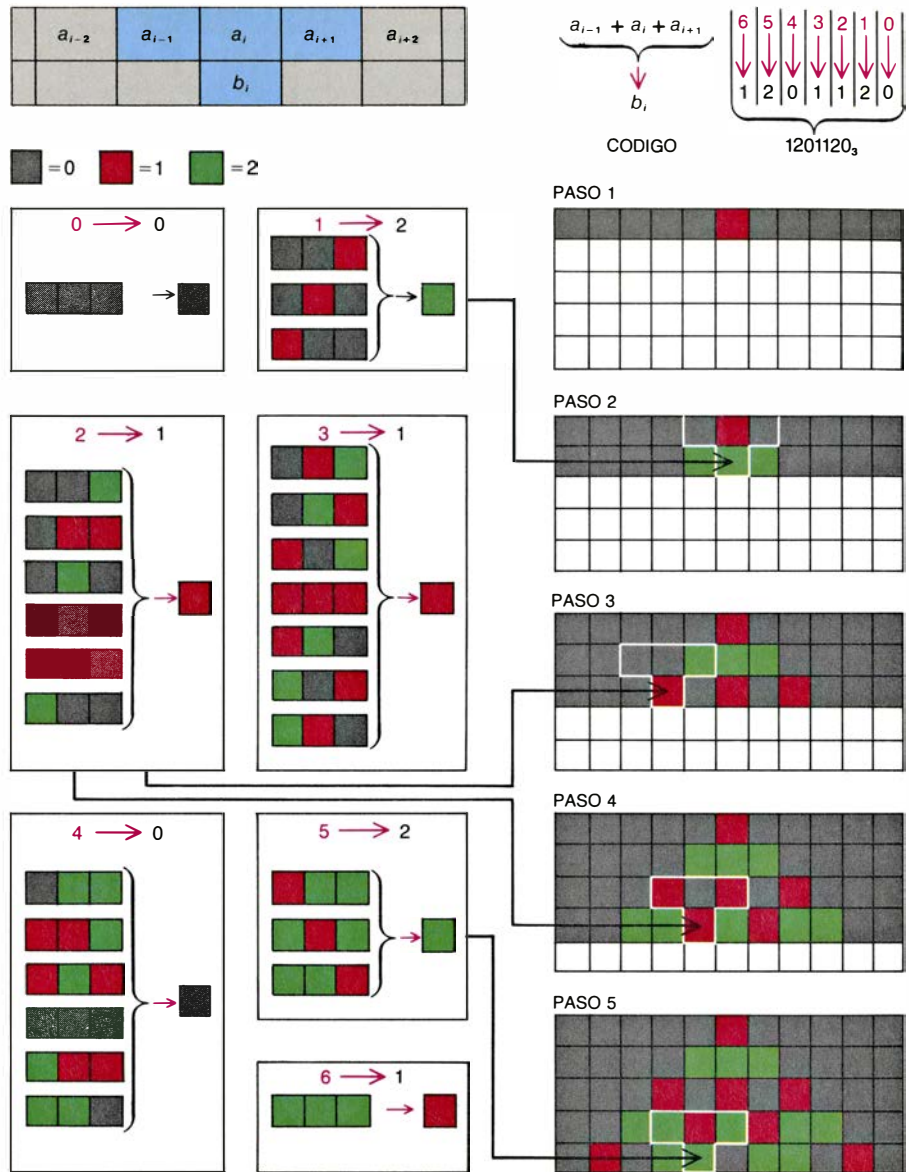 a_{i−2} a_{i−1} a_i a_{i+1} a_{i+2}
b_i
a_{i−1} + a_i + a_{i+1}
b_i
CODIGO
6 5 4 3 2 1 0
1 2 0 1 1 2 0
1201120₃
=0 =1 =2
0 → 0
1 → 2
PASO 1
2 → 1
3 → 1
PASO 2
PASO 3
4 → 0
5 → 2
PASO 4
6 → 1
PASO 5